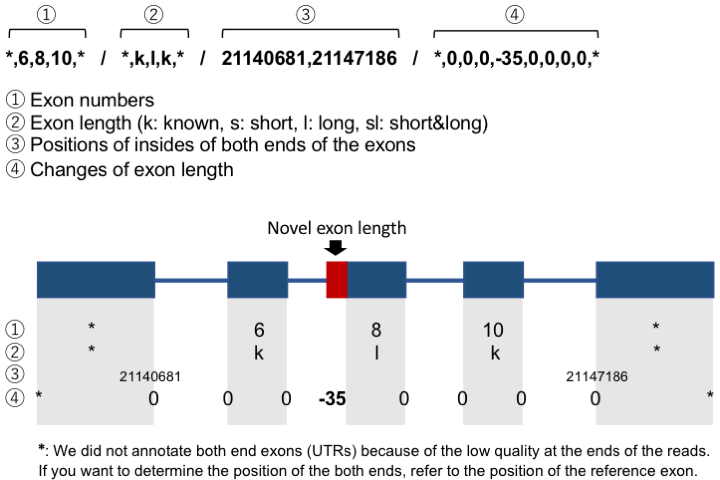 ① ② ③ ④
*,6,8,10,* / *,k,l,k,* / 21140681,21147186 / *,0,0,0,-35,0,0,0,0,*
① Exon numbers
② Exon length (k: known, s: short, l: long, sl: short&long)
③ Positions of insides of both ends of the exons
④ Changes of exon length
Novel exon length
① * 6 8 10 *
② * k l k *
③ 21140681 21147186
④ * 0 0 0 -35 0 0 0 0 *
*: We did not annotate both end exons (UTRs) because of the low quality at the ends of the reads.
If you want to determine the position of the both ends, refer to the position of the reference exon.